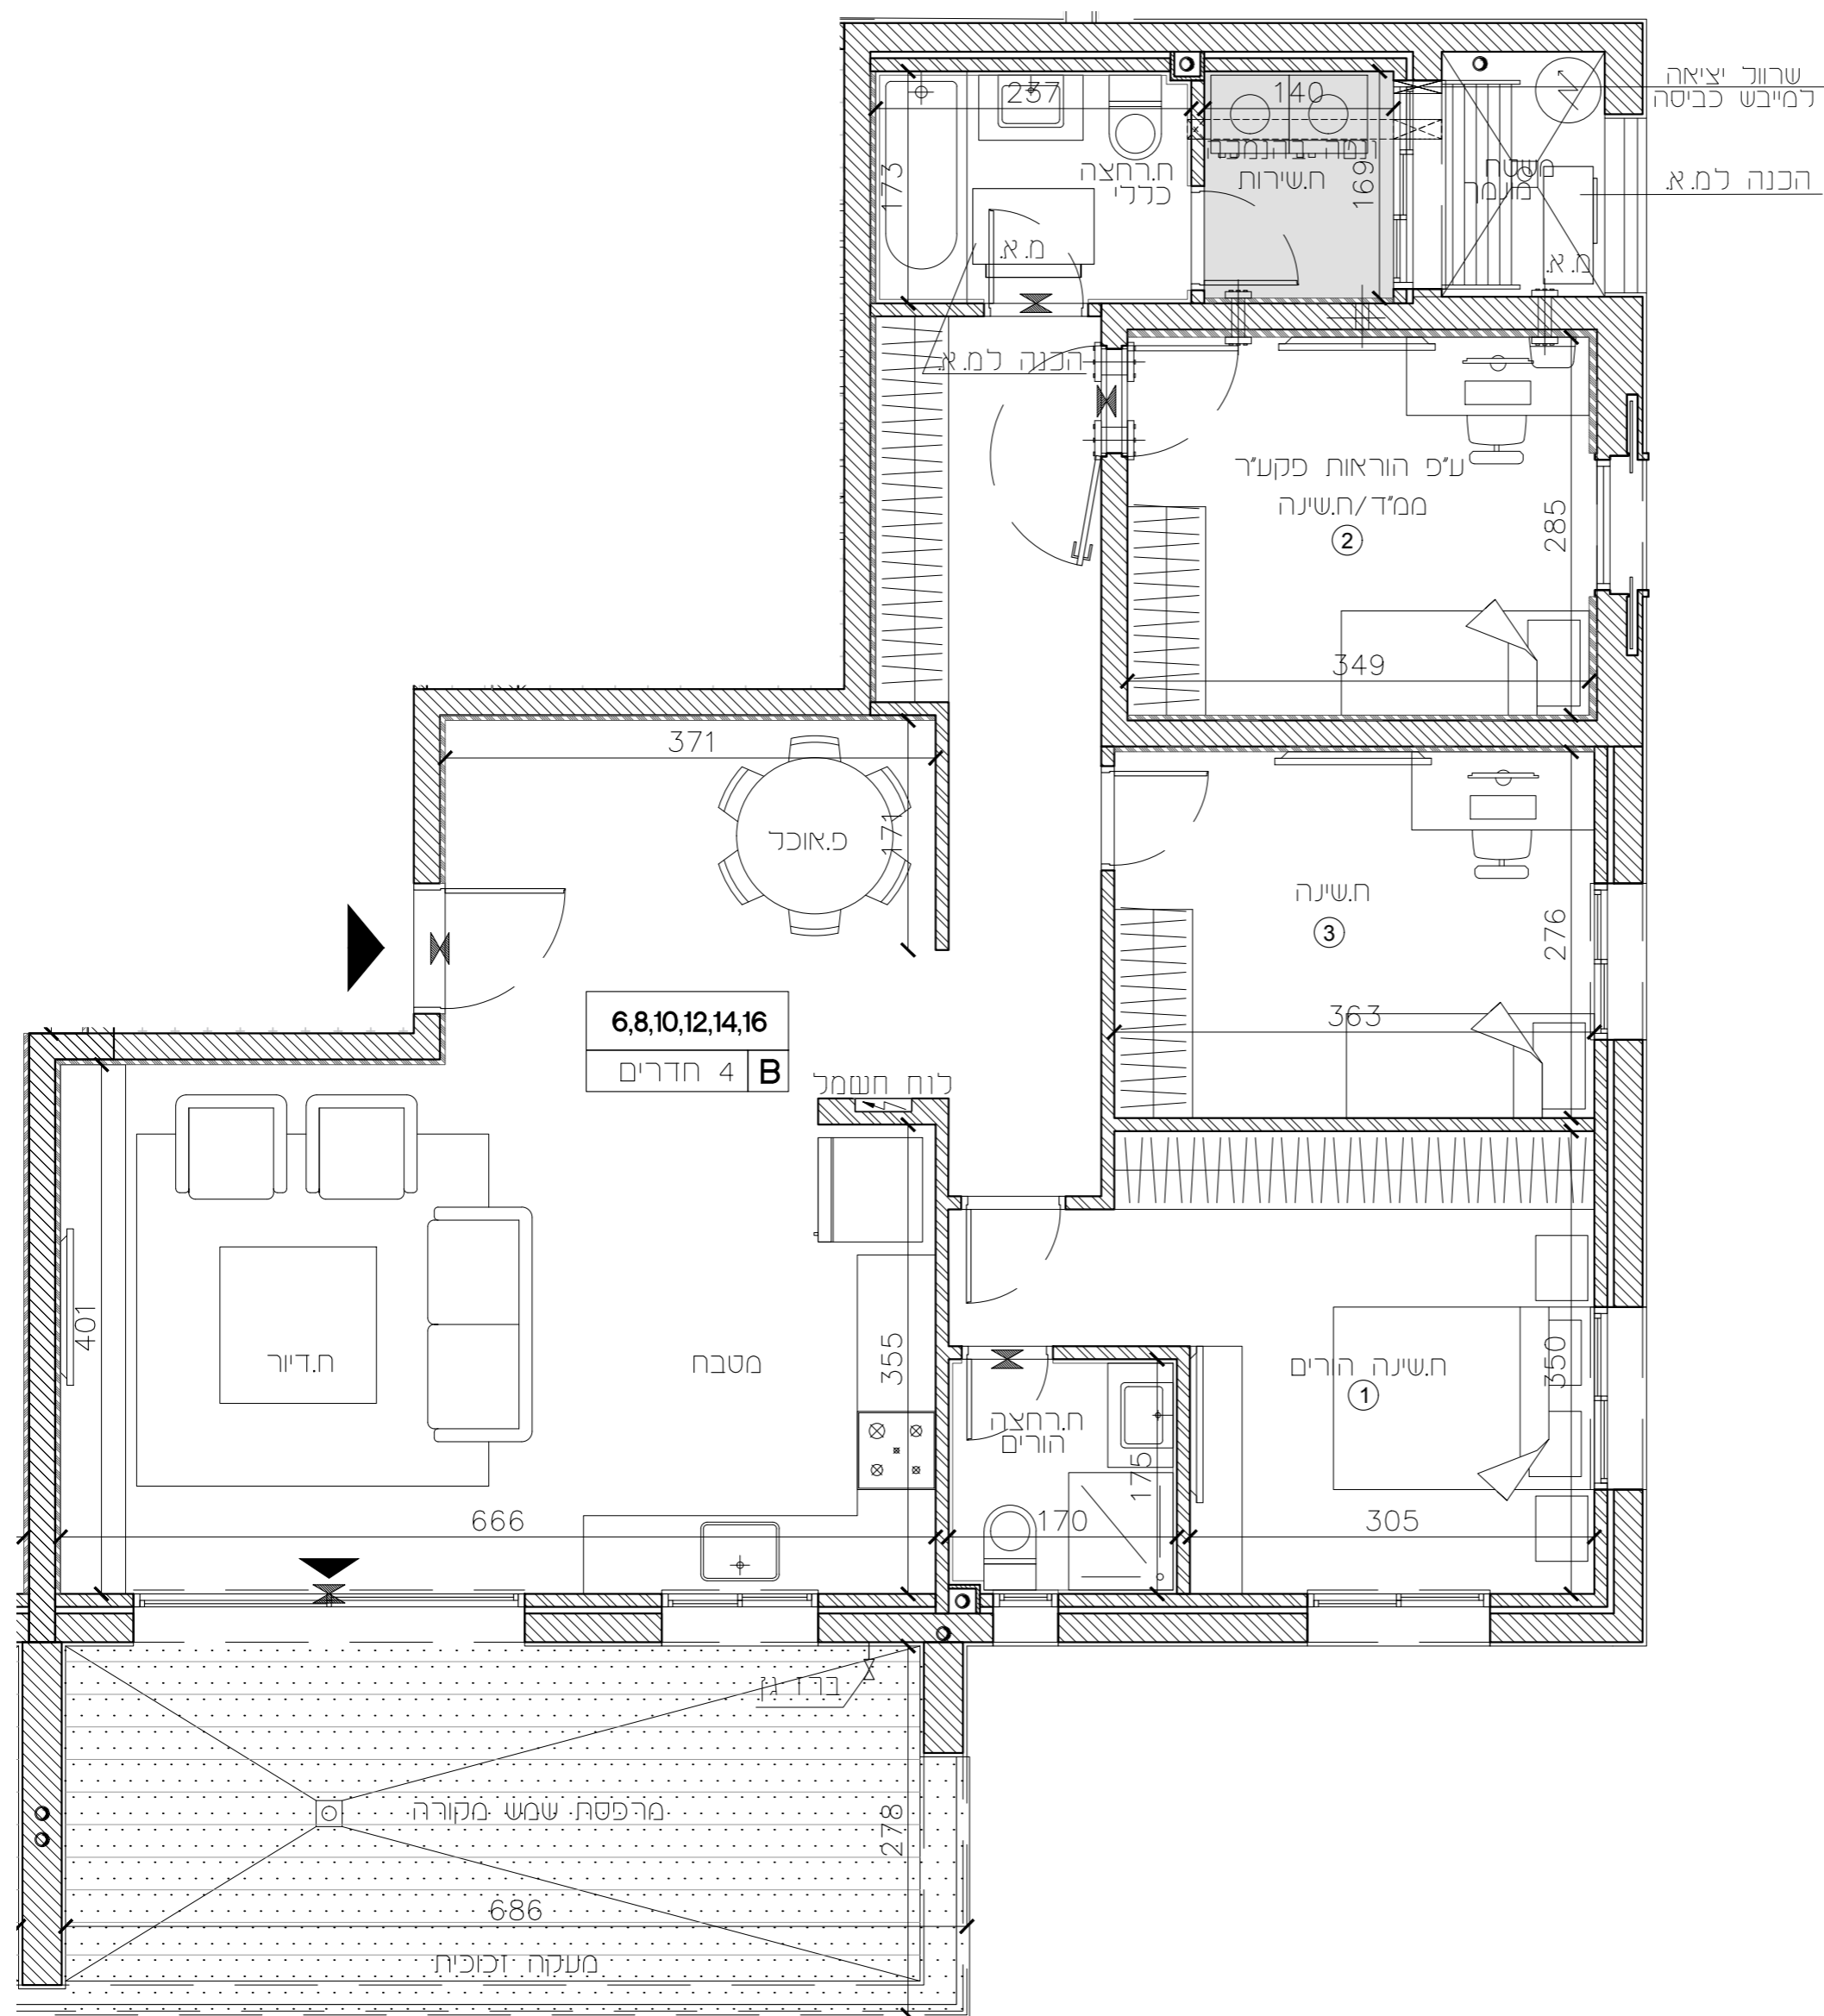 שרוול יציאה
למייבש כביסה
237
140
ח.רחצה
כללי
173
ח.שירות
169
משטח
הכנה למ.א.
מ.א.
מ.א.
הכנה למ.א.
ע"פ הוראות פקע"ר
ממ"ד/ח.שינה
2
285
349
371
171
פ.אוכל
ח.שינה
3
276
363
6,8,10,12,14,16
4 חדרים B
לוח חשמל
401
ח.דיור
מטבח
355
ח.שינה הורים
1
350
ח.רחצה
הורים
175
666
170
305
ברז גן
מרפסת שמש מקורה
278
686
מעקה זכוכית